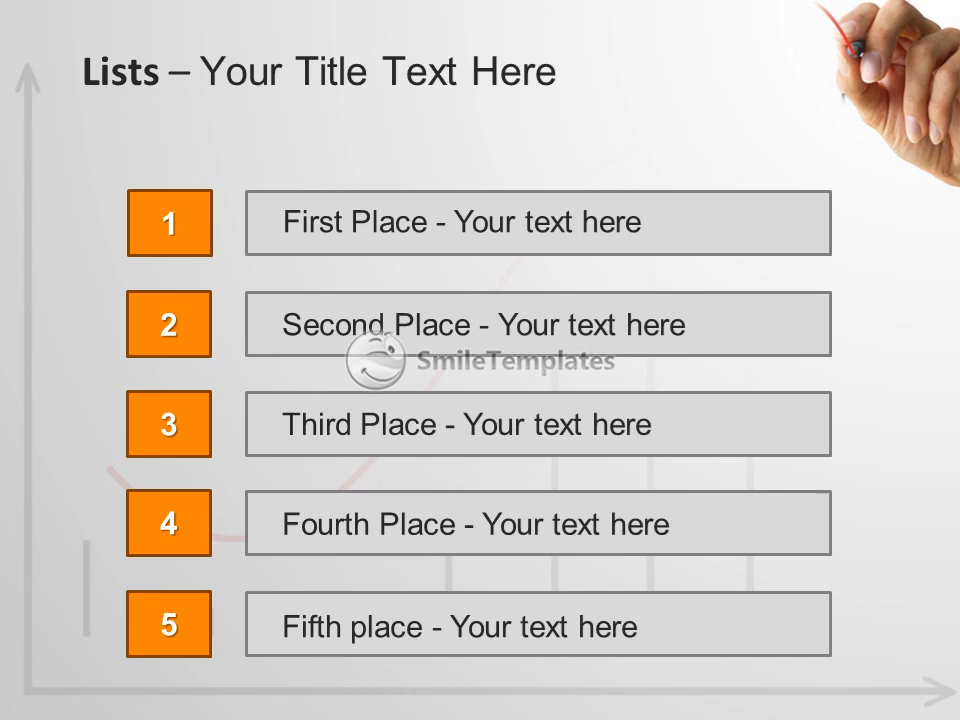 Lists – Your Title Text Here
1
First Place - Your text here
2
Second Place - Your text here
SmileTemplates
3
Third Place - Your text here
4
Fourth Place - Your text here
5
Fifth place - Your text here